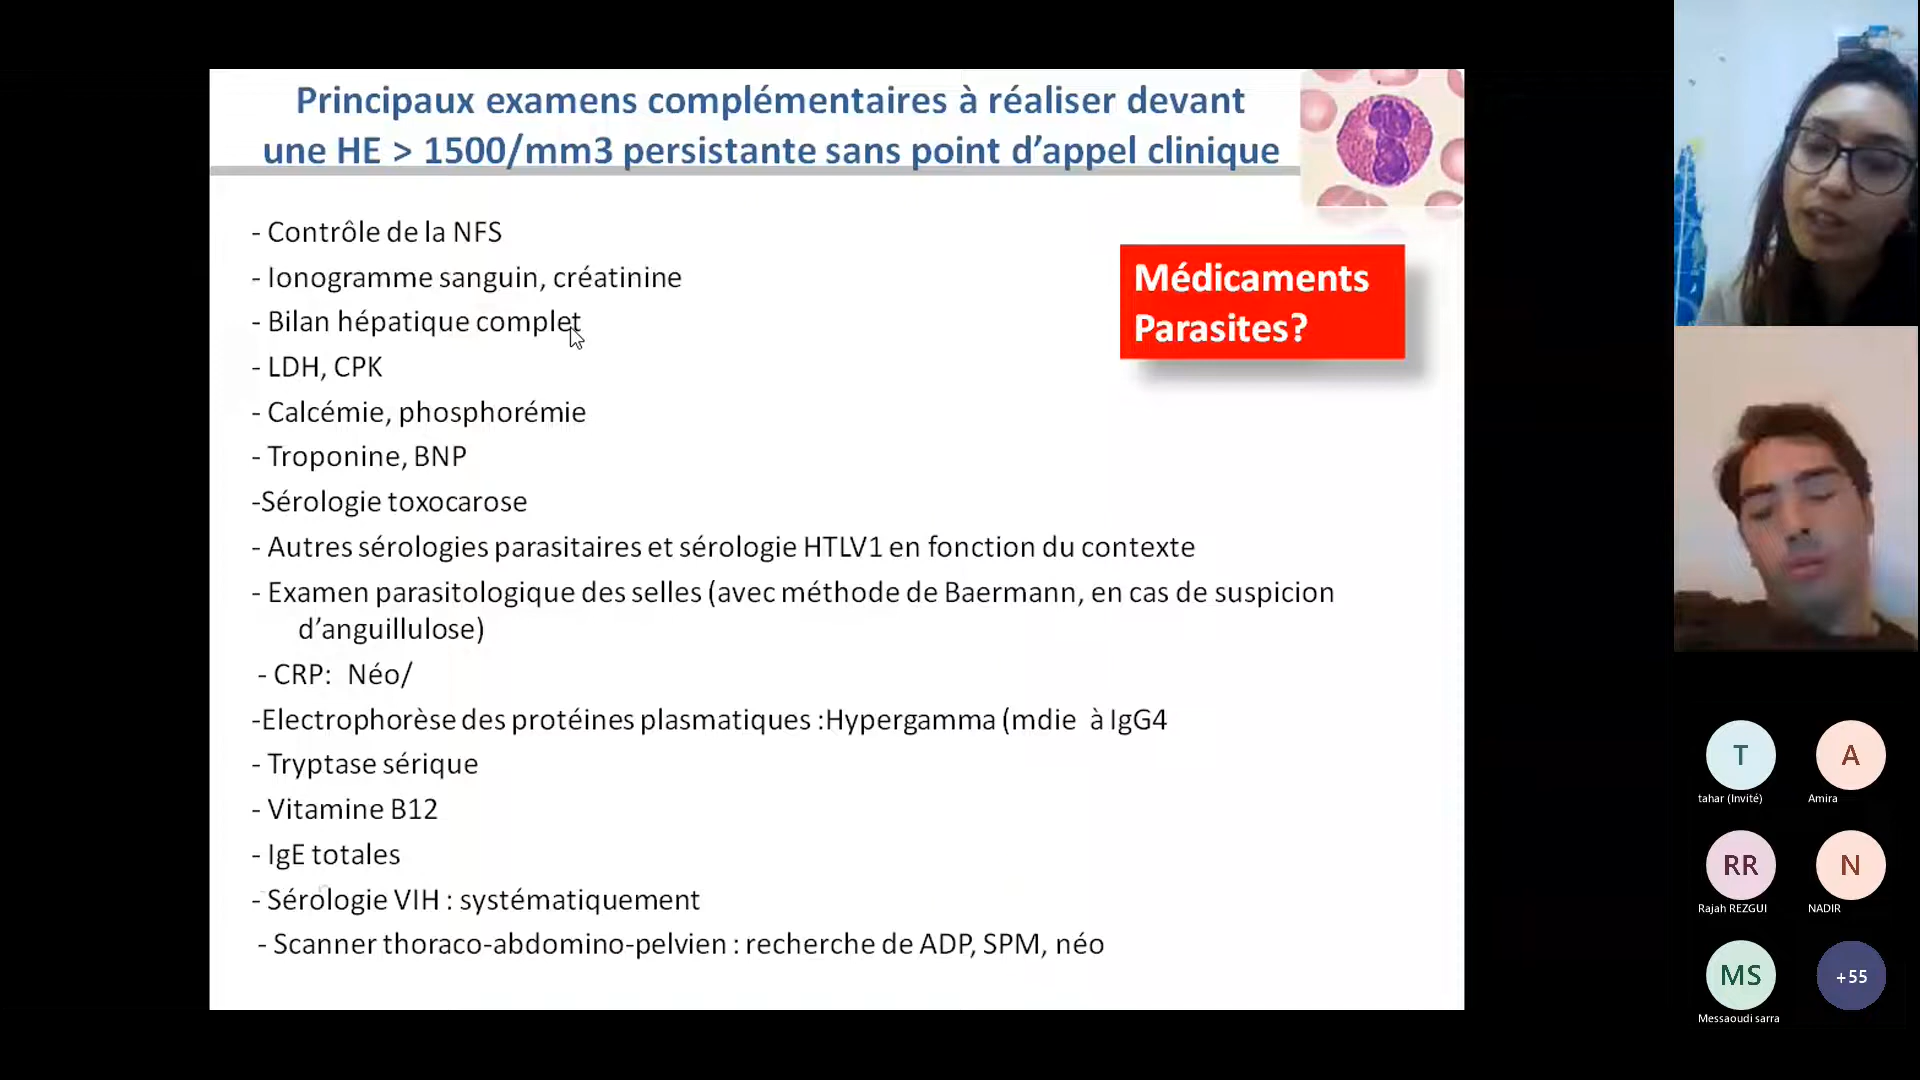 Principaux examens complémentaires à réaliser devant
une HE > 1500/mm3 persistante sans point d’appel clinique
- Contrôle de la NFS
- Ionogramme sanguin, créatinine
- Bilan hépatique complet
- LDH, CPK
- Calcémie, phosphorémie
- Troponine, BNP
-Sérologie toxocarose
- Autres sérologies parasitaires et sérologie HTLV1 en fonction du contexte
- Examen parasitologique des selles (avec méthode de Baermann, en cas de suspicion
d’anguillulose)
- CRP: Néo/
-Electrophorèse des protéines plasmatiques :Hypergamma (mdie à IgG4
- Tryptase sérique
- Vitamine B12
- IgE totales
- Sérologie VIH : systématiquement
- Scanner thoraco-abdomino-pelvien : recherche de ADP, SPM, néo
Médicaments
Parasites?
T
tahar (Invité)
A
Amira
RR
Rajah REZGUI
N
NADIR
MS
Messaoudi sarra
+55